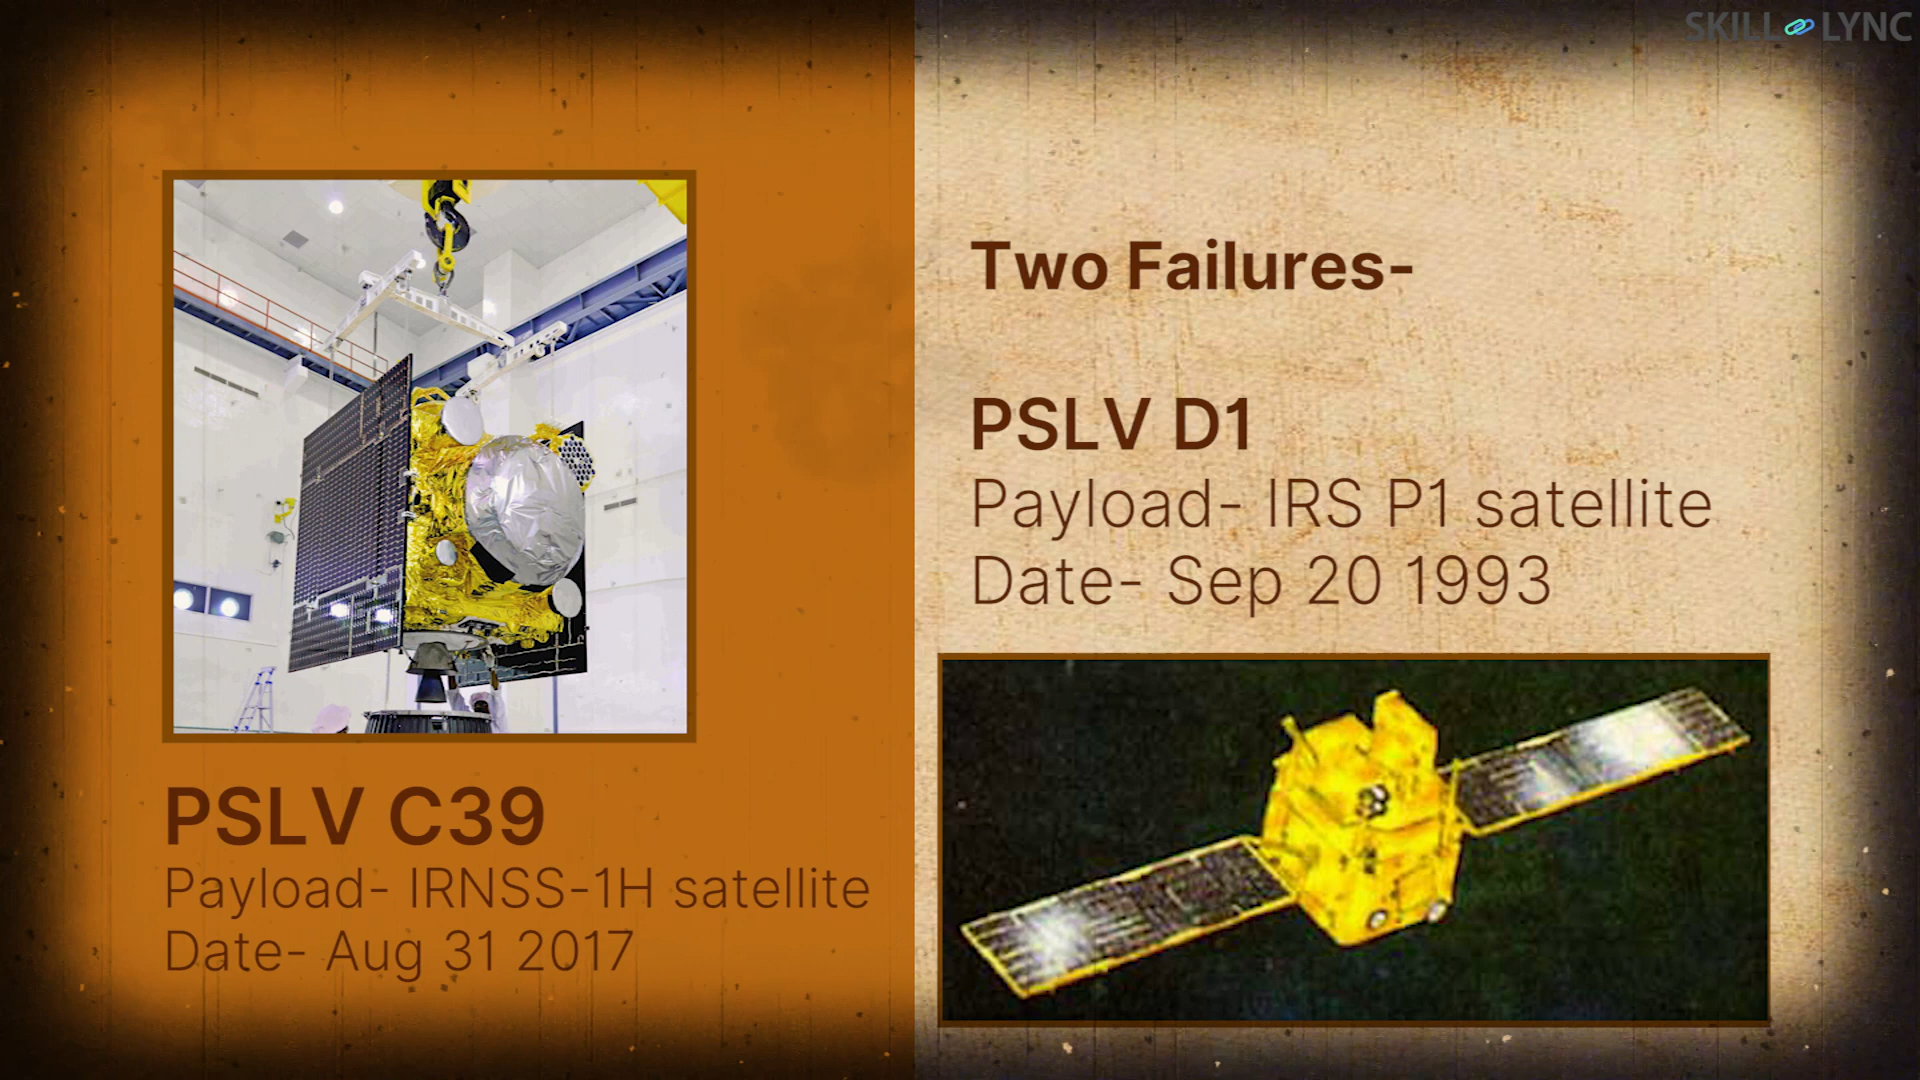 SKILL LYNC
Two Failures-
PSLV D1
Payload- IRS P1 satellite
Date- Sep 20 1993
PSLV C39
Payload- IRNSS-1H satellite
Date- Aug 31 2017